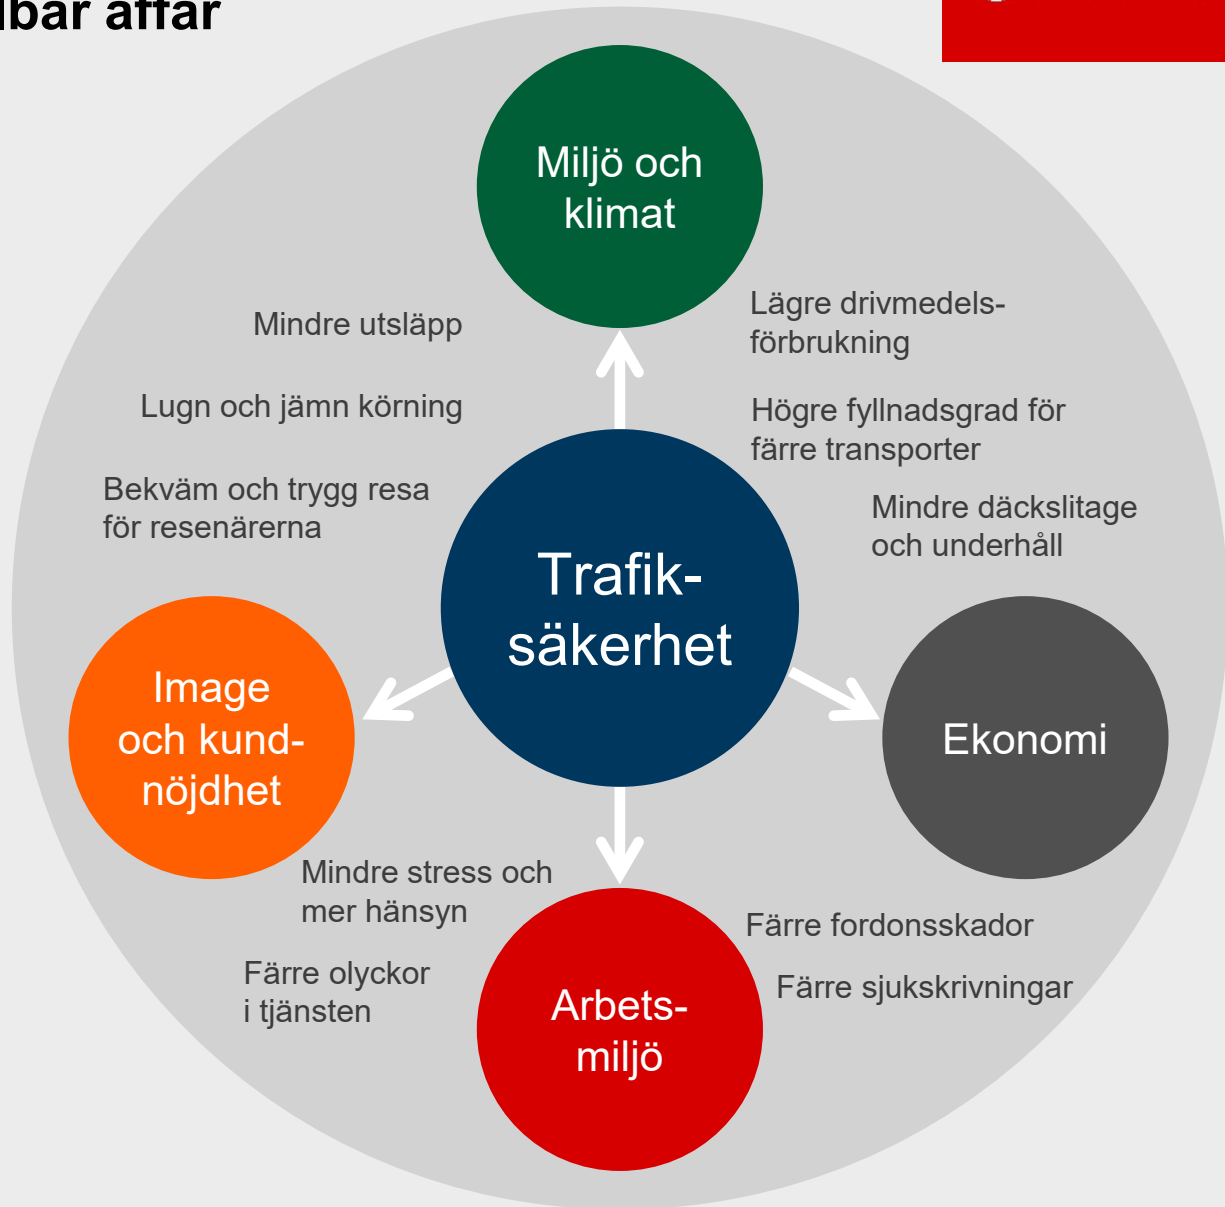 affär
Miljö och
klimat
Mindre utsläpp
Lägre drivmedels-
förbrukning
Lugn och jämn körning
Högre fyllnadsgrad för
färre transporter
Bekväm och trygg resa
för resenärerna
Mindre däckslitage
och underhåll
Trafik-
säkerhet
Image
och kund-
nöjdhet
Ekonomi
Mindre stress och
mer hänsyn
Färre olyckor
i tjänsten
Arbets-
miljö
Färre fordonsskador
Färre sjukskrivningar